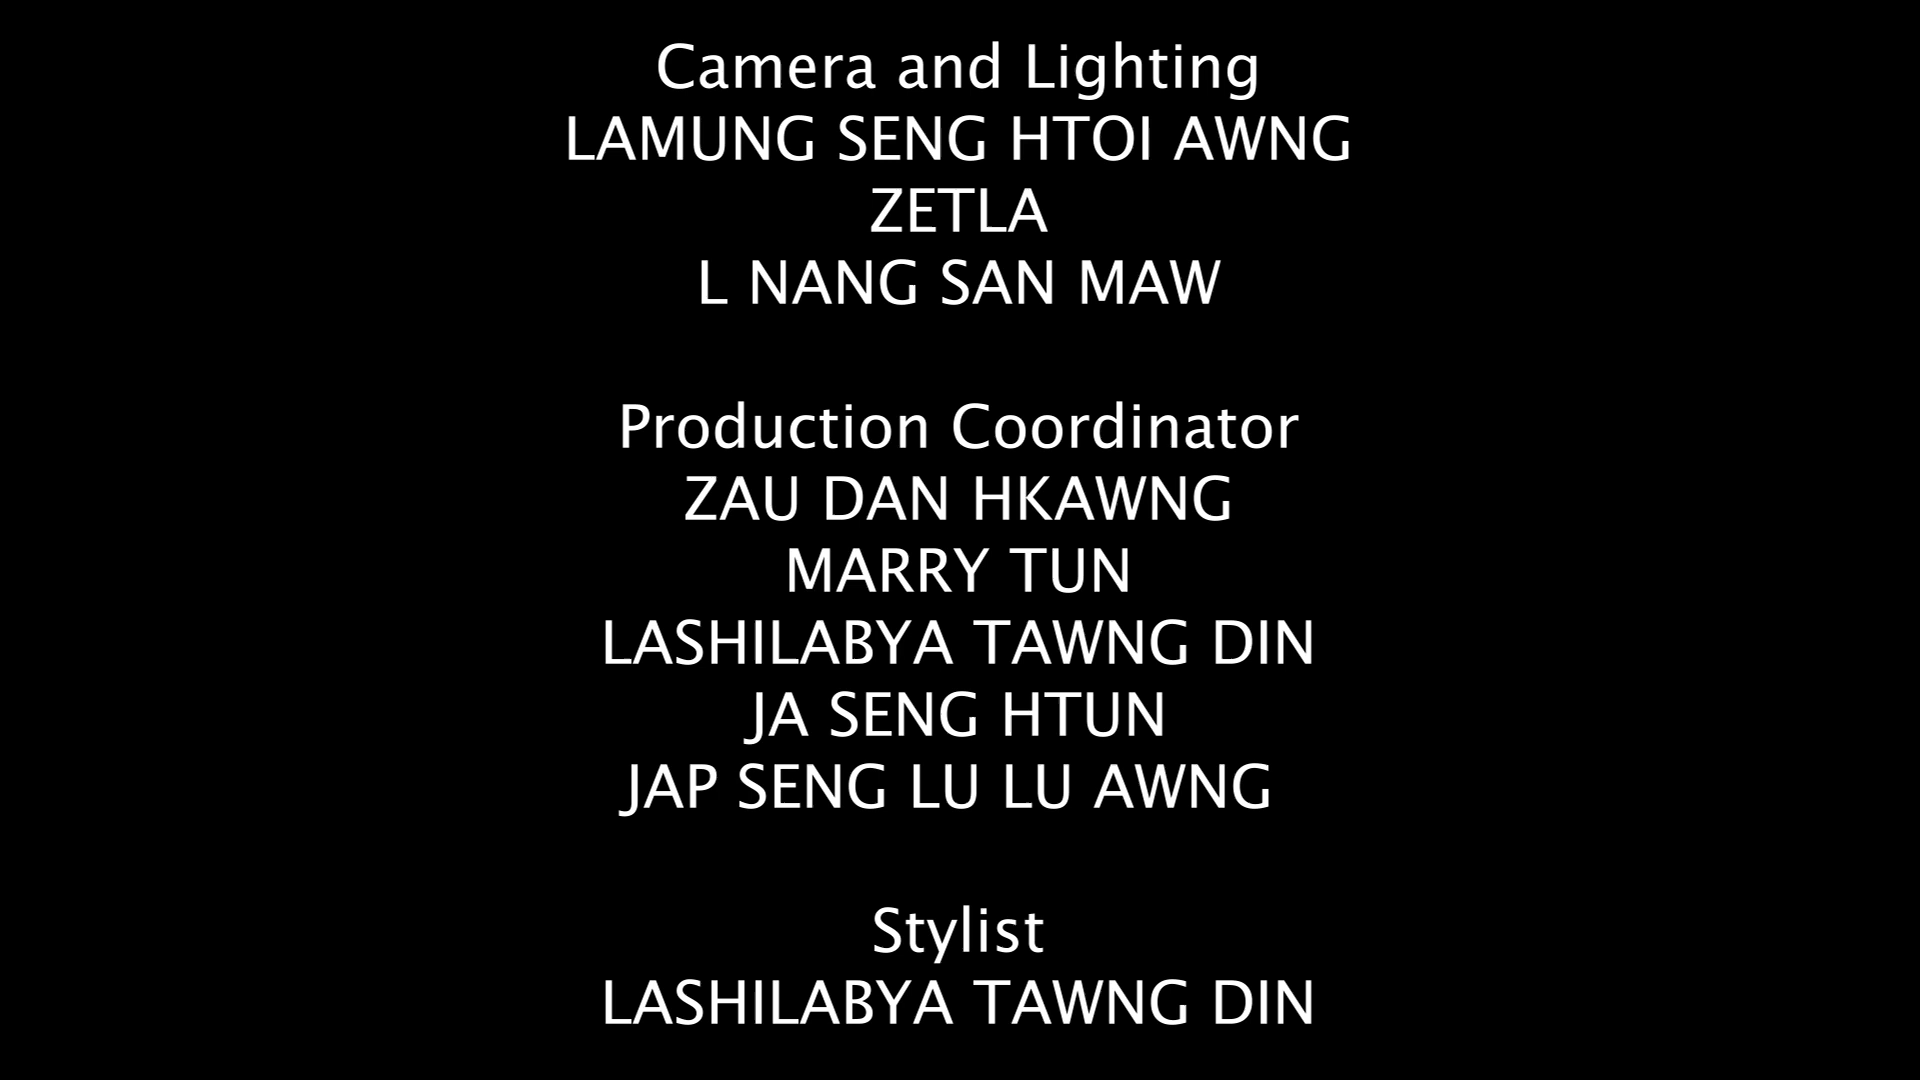 Camera and Lighting
LAMUNG SENG HTOI AWNG
ZETLA
L NANG SAN MAW
Production Coordinator
ZAU DAN HKAWNG
MARRY TUN
LASHILABYA TAWNG DIN
JA SENG HTUN
JAP SENG LU LU AWNG
Stylist
LASHILABYA TAWNG DIN